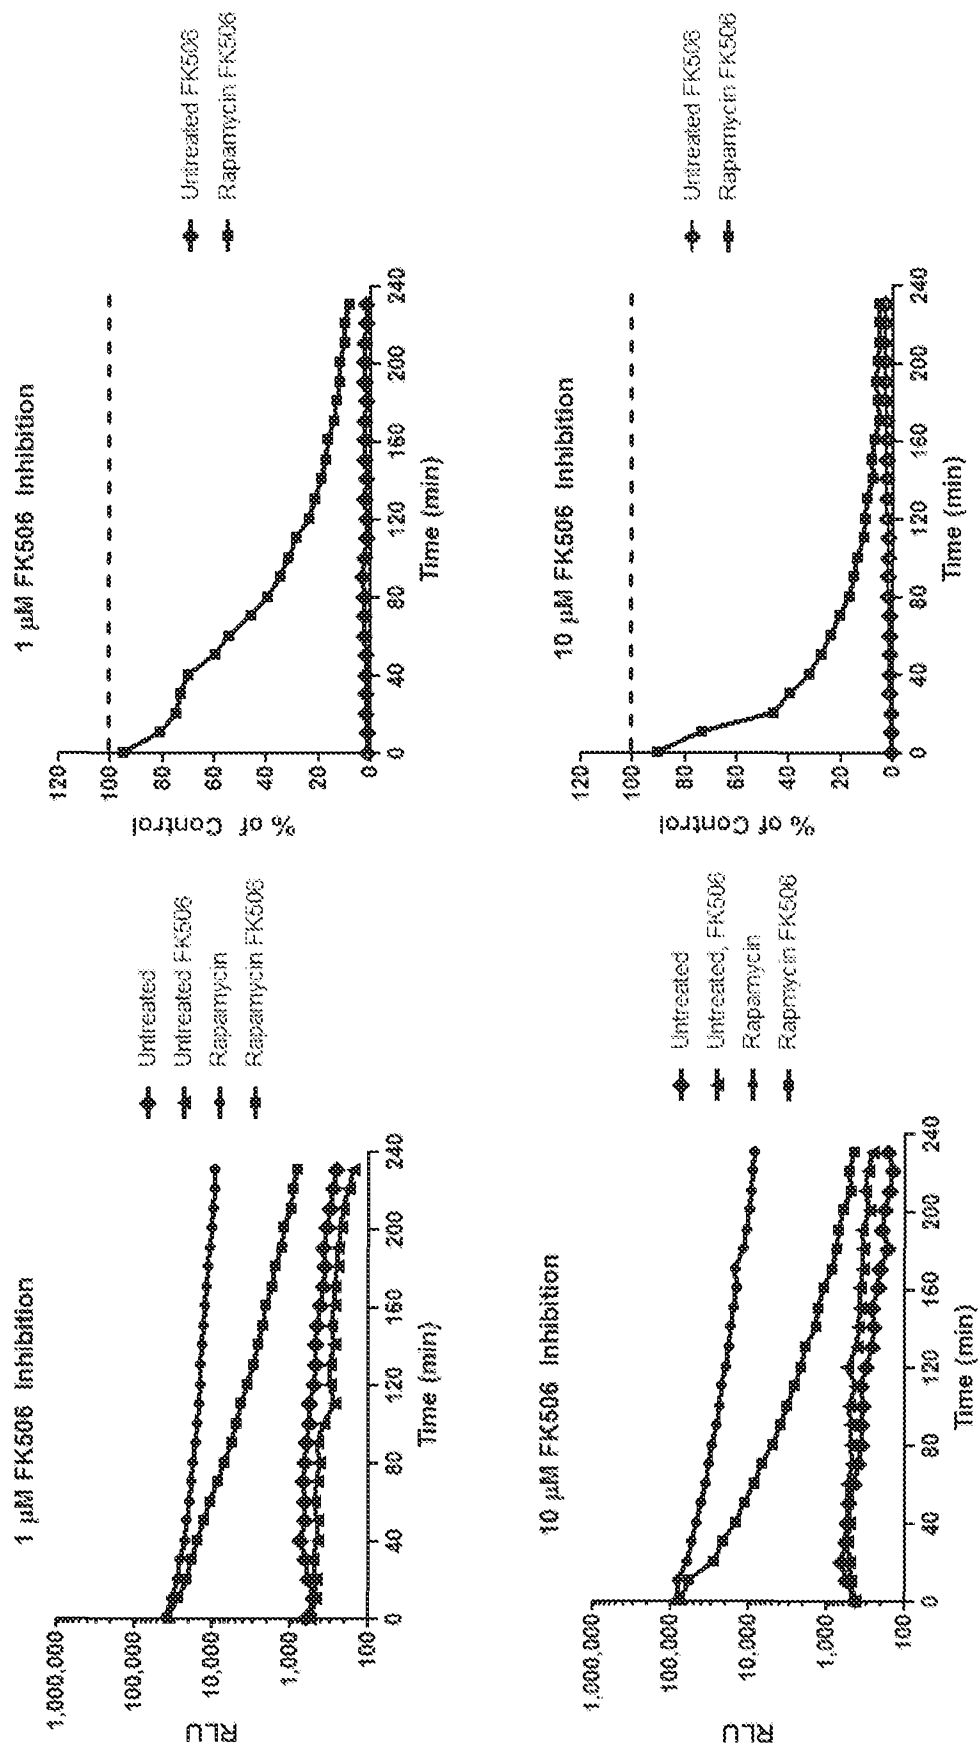 1 µM FK506 Inhibition
RLU
1,000,000
100,000
10,000
1,000
100
0 40 80 120 160 200 240
Time (min)
Untreated
Untreated FK506
Rapamycin
Rapamycin FK506
1 µM FK506 Inhibition
% of Control
120
100
80
60
40
20
0
0 40 80 120 160 200 240
Time (min)
Untreated FK506
Rapamycin FK506
10 µM FK506 Inhibition
RLU
1,000,000
100,000
10,000
1,000
100
0 40 80 120 160 200 240
Time (min)
Untreated
Untreated, FK506
Rapamycin
Rapmycin FK506
10 µM FK506 Inhibition
% of Control
120
100
80
60
40
20
0
0 40 80 120 160 200 240
Time (min)
Untreated FK506
Rapamycin FK506